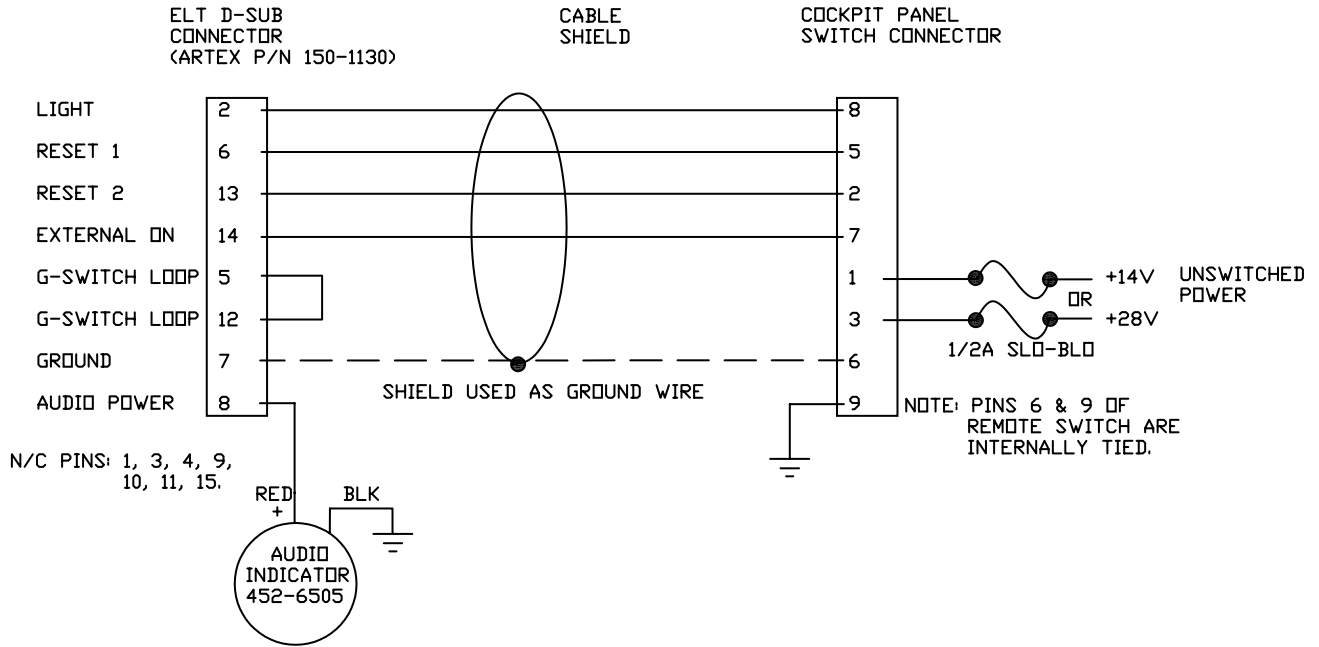 ELT D-SUB
CONNECTOR
(ARTEX P/N 150-1130)
CABLE
SHIELD
COCKPIT PANEL
SWITCH CONNECTOR
LIGHT 2 8
RESET 1 6 5
RESET 2 13 2
EXTERNAL ON 14 7
G-SWITCH LOOP 5 1 +14V UNSWITCHED
POWER
OR
G-SWITCH LOOP 12 3 +28V
1/2A SLO-BLO
GROUND 7 6
SHIELD USED AS GROUND WIRE
AUDIO POWER 8 9
NOTE: PINS 6 & 9 OF
REMOTE SWITCH ARE
INTERNALLY TIED.
N/C PINS: 1, 3, 4, 9,
10, 11, 15.
RED BLK
+
AUDIO
INDICATOR
452-6505